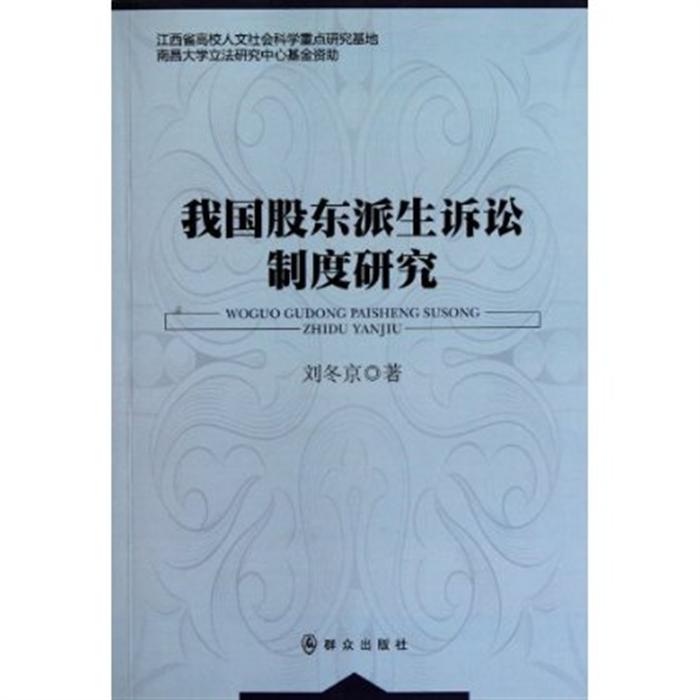 江西省高校人文社会科学重点研究基地
南昌大学立法研究中心基金资助
我国股东派生诉讼
制度研究
WOGUO GUDONG PAISHENG SUSONG
ZHIDU YANJIU
刘冬京◎著
群众出版社